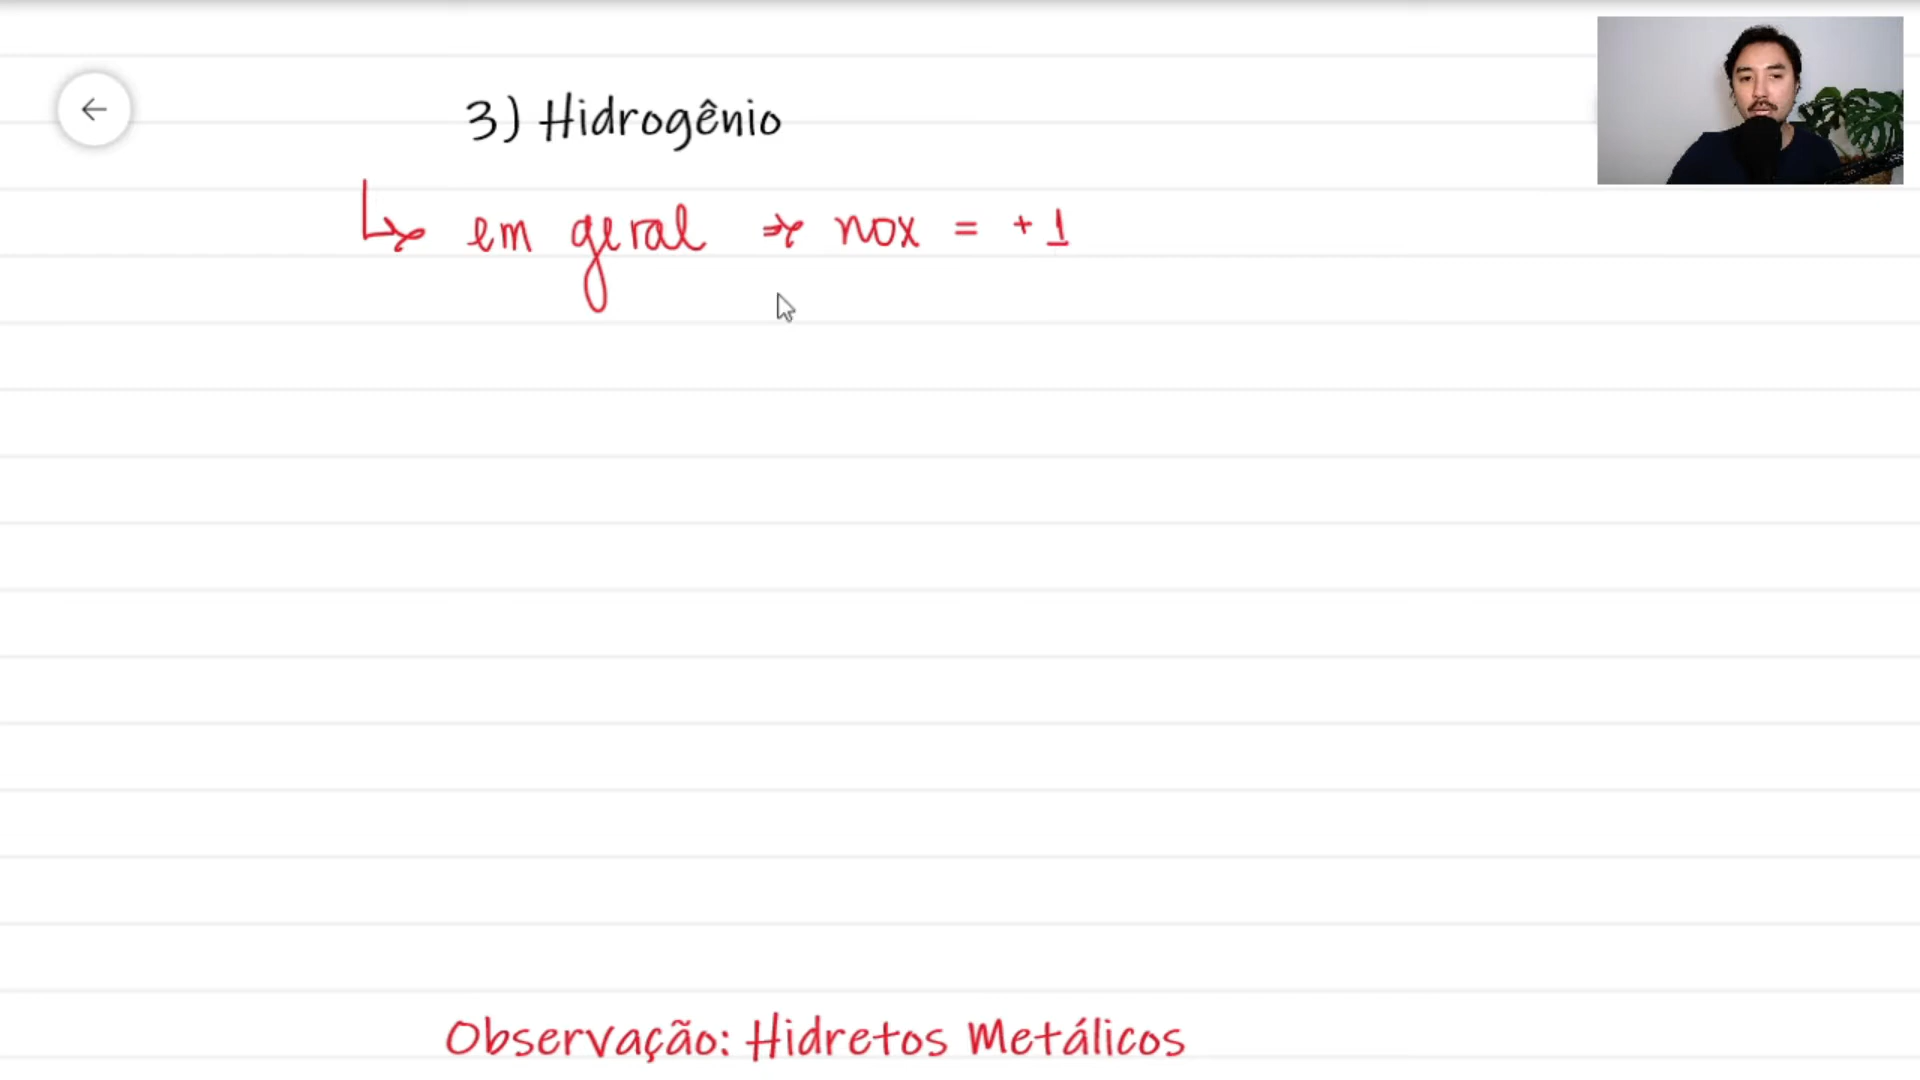 3) Hidrogênio
↳ em geral → nox = +1
Observação: Hidretos Metálicos